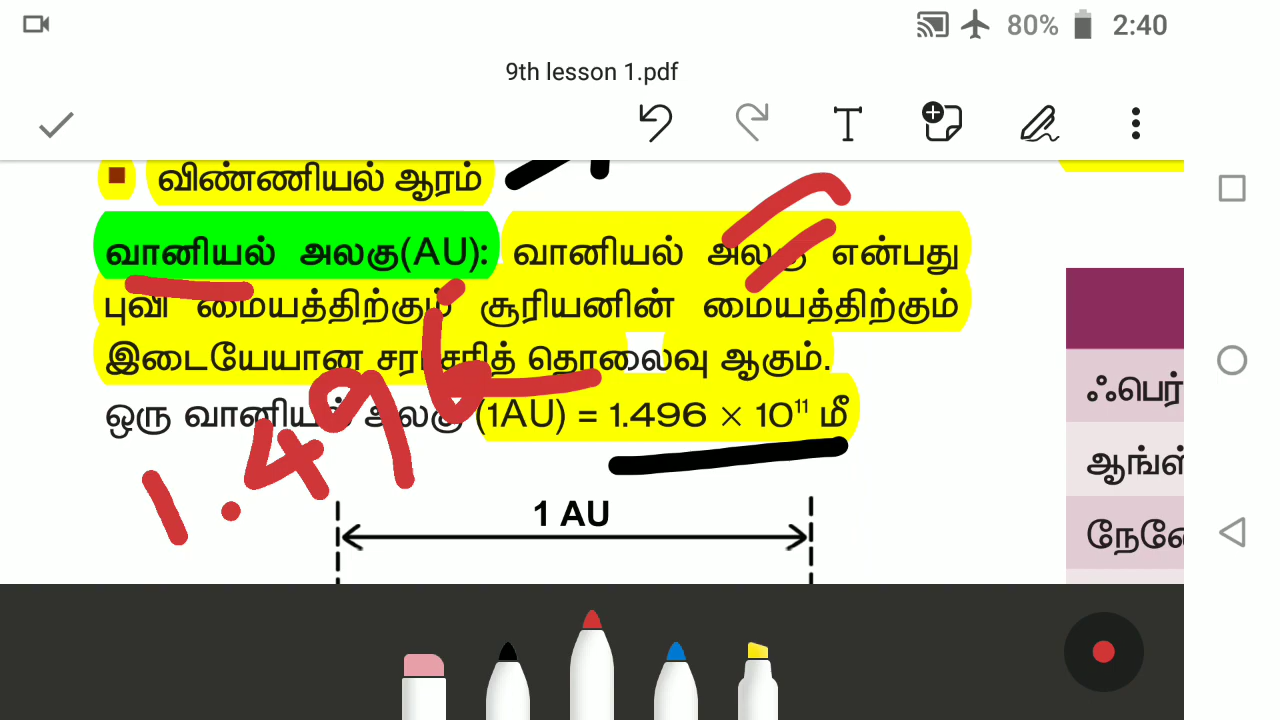 80% 2:40
9th lesson 1.pdf
T
விண்ணியல் ஆரம்
வானியல் அலகு(AU): வானியல் அலகு என்பது
புவி மையத்திற்கும் சூரியனின் மையத்திற்கும்
இடையேயான சராசரித் தொலைவு ஆகும்.
ஒரு வானியல் அலகு (1AU) = 1.496 × 10¹¹ மீ
1.496
1 AU
ஃபெர்
ஆங்ஸ்